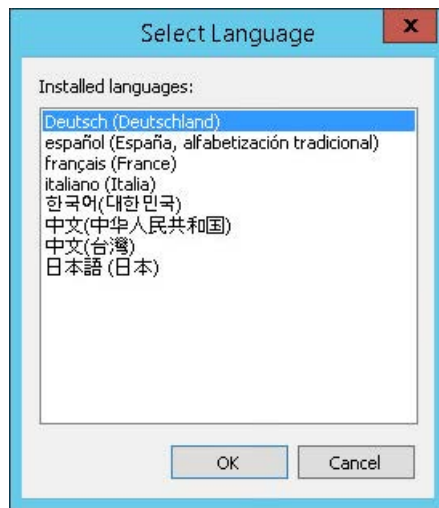 Select Language
x
Installed languages:
Deutsch (Deutschland)
español (España, alfabetización tradicional)
français (France)
italiano (Italia)
한국어(대한민국)
中文(中华人民共和国)
中文(台灣)
日本語 (日本)
OK
Cancel